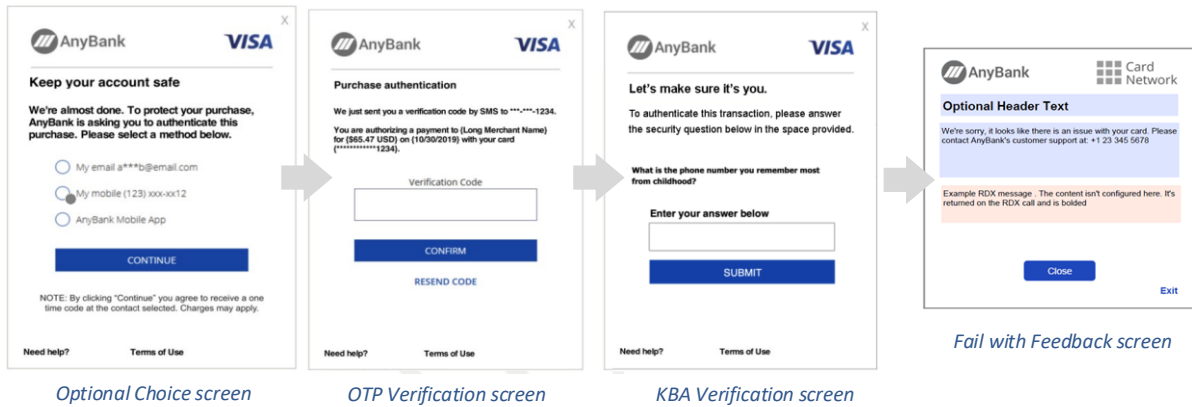 X
AnyBank VISA
Keep your account safe
We're almost done. To protect your purchase,
AnyBank is asking you to authenticate this
purchase. Please select a method below.
My email a***b@email.com
My mobile (123) xxx-xx12
AnyBank Mobile App
CONTINUE
NOTE: By clicking "Continue" you agree to receive a one
time code at the contact selected. Charges may apply.
Need help? Terms of Use
Optional Choice screen
X
AnyBank VISA
Purchase authentication
We just sent you a verification code by SMS to ***-***-1234.
You are authorizing a payment to {Long Merchant Name}
for {$65.47 USD} on {10/30/2019} with your card
{************1234}.
Verification Code
CONFIRM
RESEND CODE
Need help? Terms of Use
OTP Verification screen
X
AnyBank VISA
Let's make sure it's you.
To authenticate this transaction, please answer
the security question below in the space provided.
What is the phone number you remember most
from childhood?
Enter your answer below
SUBMIT
Need help? Terms of Use
KBA Verification screen
AnyBank Card
Network
Optional Header Text
We're sorry, it looks like there is an issue with your card. Please
contact AnyBank's customer support at: +1 23 345 5678
Example RDX message . The content isn't configured here. It's
returned on the RDX call and is bolded
Close
Exit
Fail with Feedback screen